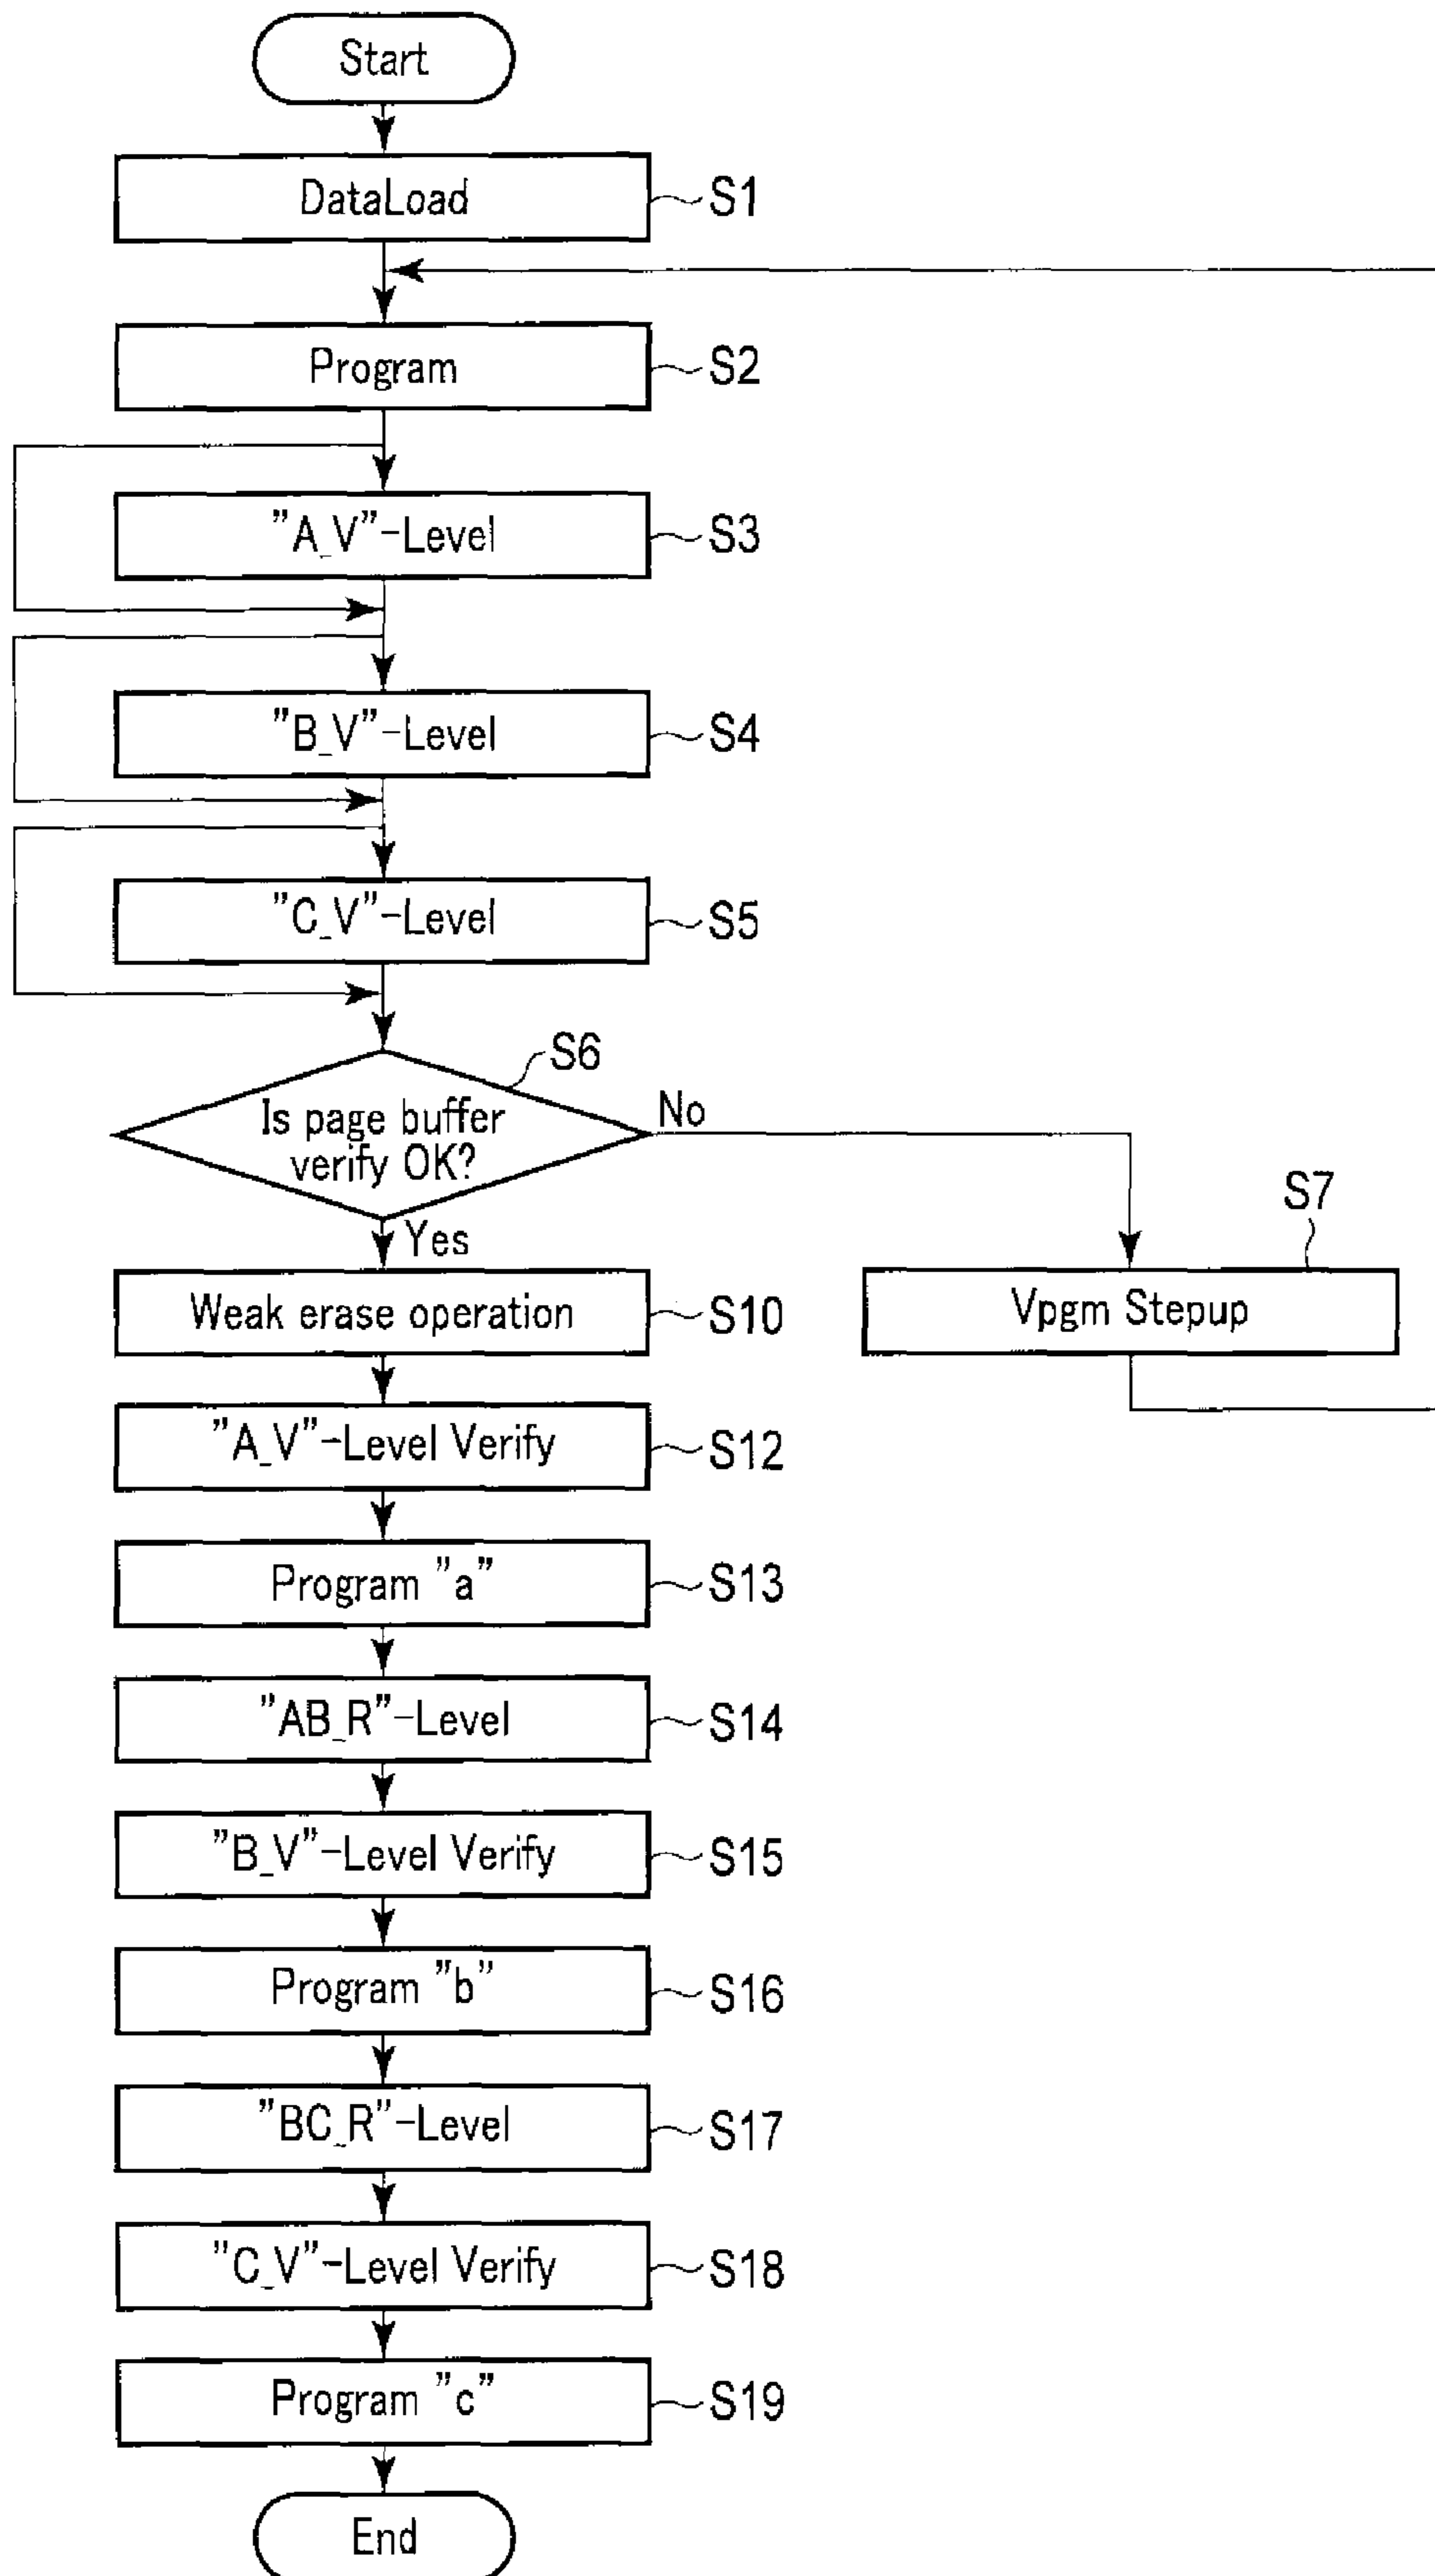 Start
DataLoad
S1
Program
S2
"A_V"-Level
S3
"B_V"-Level
S4
"C_V"-Level
S5
S6
Is page buffer
verify OK?
No
Yes
S7
Vpgm Stepup
Weak erase operation
S10
"A_V"-Level Verify
S12
Program "a"
S13
"AB_R"-Level
S14
"B_V"-Level Verify
S15
Program "b"
S16
"BC_R"-Level
S17
"C_V"-Level Verify
S18
Program "c"
S19
End